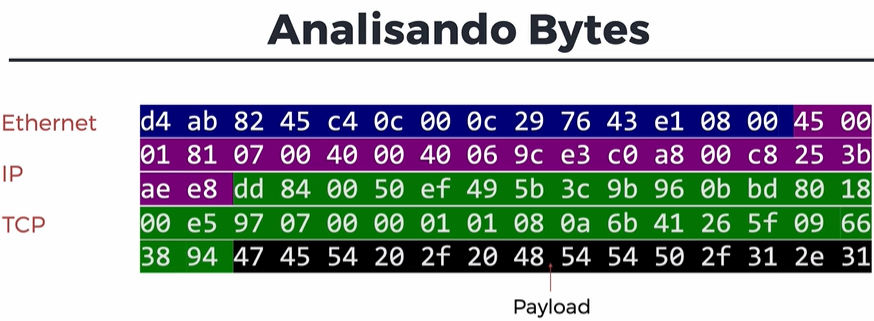 Analisando Bytes
Ethernet
d4 ab 82 45 c4 0c 00 0c 29 76 43 e1 08 00 45 00
01 81 07 00 40 00 40 06 9c e3 c0 a8 00 c8 25 3b
IP
ae e8 dd 84 00 50 ef 49 5b 3c 9b 96 0b bd 80 18
TCP
00 e5 97 07 00 00 01 01 08 0a 6b 41 26 5f 09 66
38 94 47 45 54 20 2f 20 48 54 54 50 2f 31 2e 31
Payload